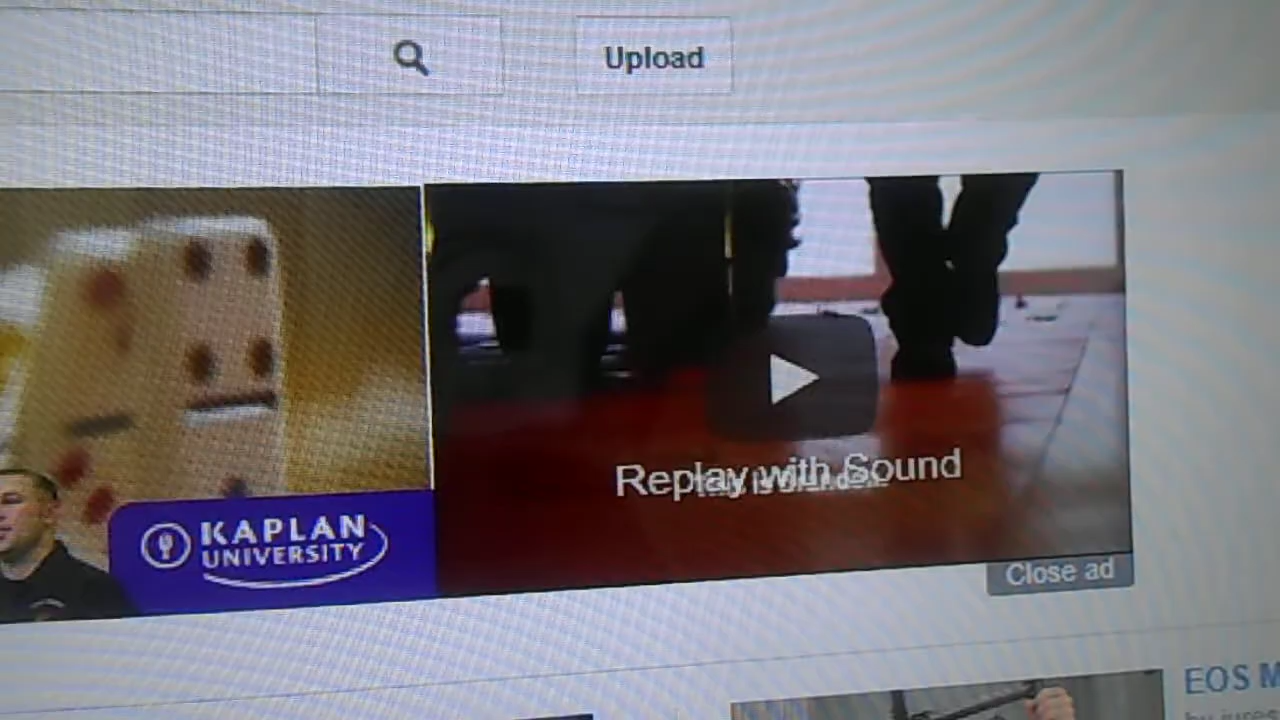 Upload
Replay with Sound
KAPLAN
UNIVERSITY
Close ad
EOS